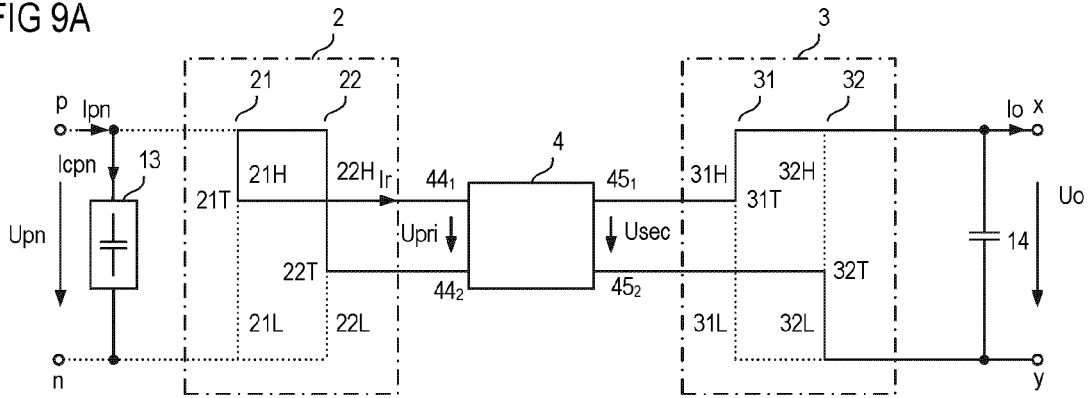 FIG 9A
2
3
21
22
31
32
p
Ipn
Io
x
Icpn
13
21H
22H
Ir
44₁
4
45₁
31H
32H
21T
31T
Upn
Upri
Usec
Uo
14
22T
32T
44₂
45₂
21L
22L
31L
32L
n
y